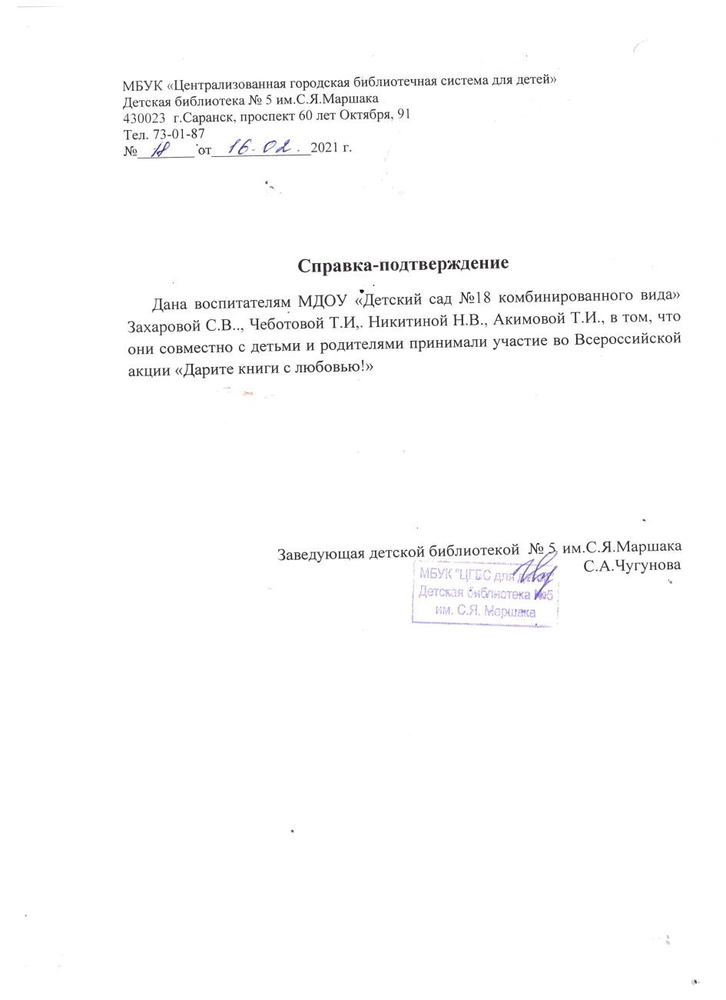 МБУК «Централизованная городская библиотечная система для детей»
Детская библиотека № 5 им.С.Я.Маршака
430023 г.Саранск, проспект 60 лет Октября, 91
Тел. 73-01-87
№ 18 от 16.02. 2021 г.
Справка-подтверждение
Дана воспитателям МДОУ «Детский сад №18 комбинированного вида»
Захаровой С.В.., Чеботовой Т.И,. Никитиной Н.В., Акимовой Т.И., в том, что
они совместно с детьми и родителями принимали участие во Всероссийской
акции «Дарите книги с любовью!»
Заведующая детской библиотекой № 5 им.С.Я.Маршака
С.А.Чугунова
МБУК "ЦГБС для детей"
Детская библиотека №5
им. С.Я. Маршака